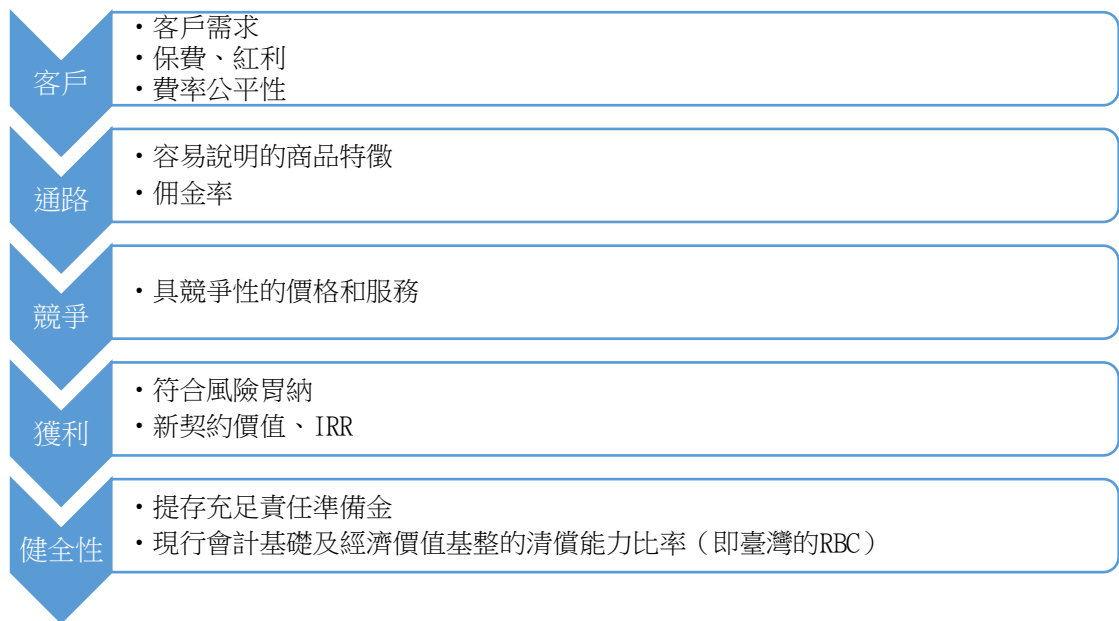 客戶
・客戶需求
・保費、紅利
・費率公平性
通路
・容易說明的商品特徵
・佣金率
競爭
・具競爭性的價格和服務
獲利
・符合風險胃納
・新契約價值、IRR
健全性
・提存充足責任準備金
・現行會計基礎及經濟價值基整的清償能力比率（即臺灣的RBC）